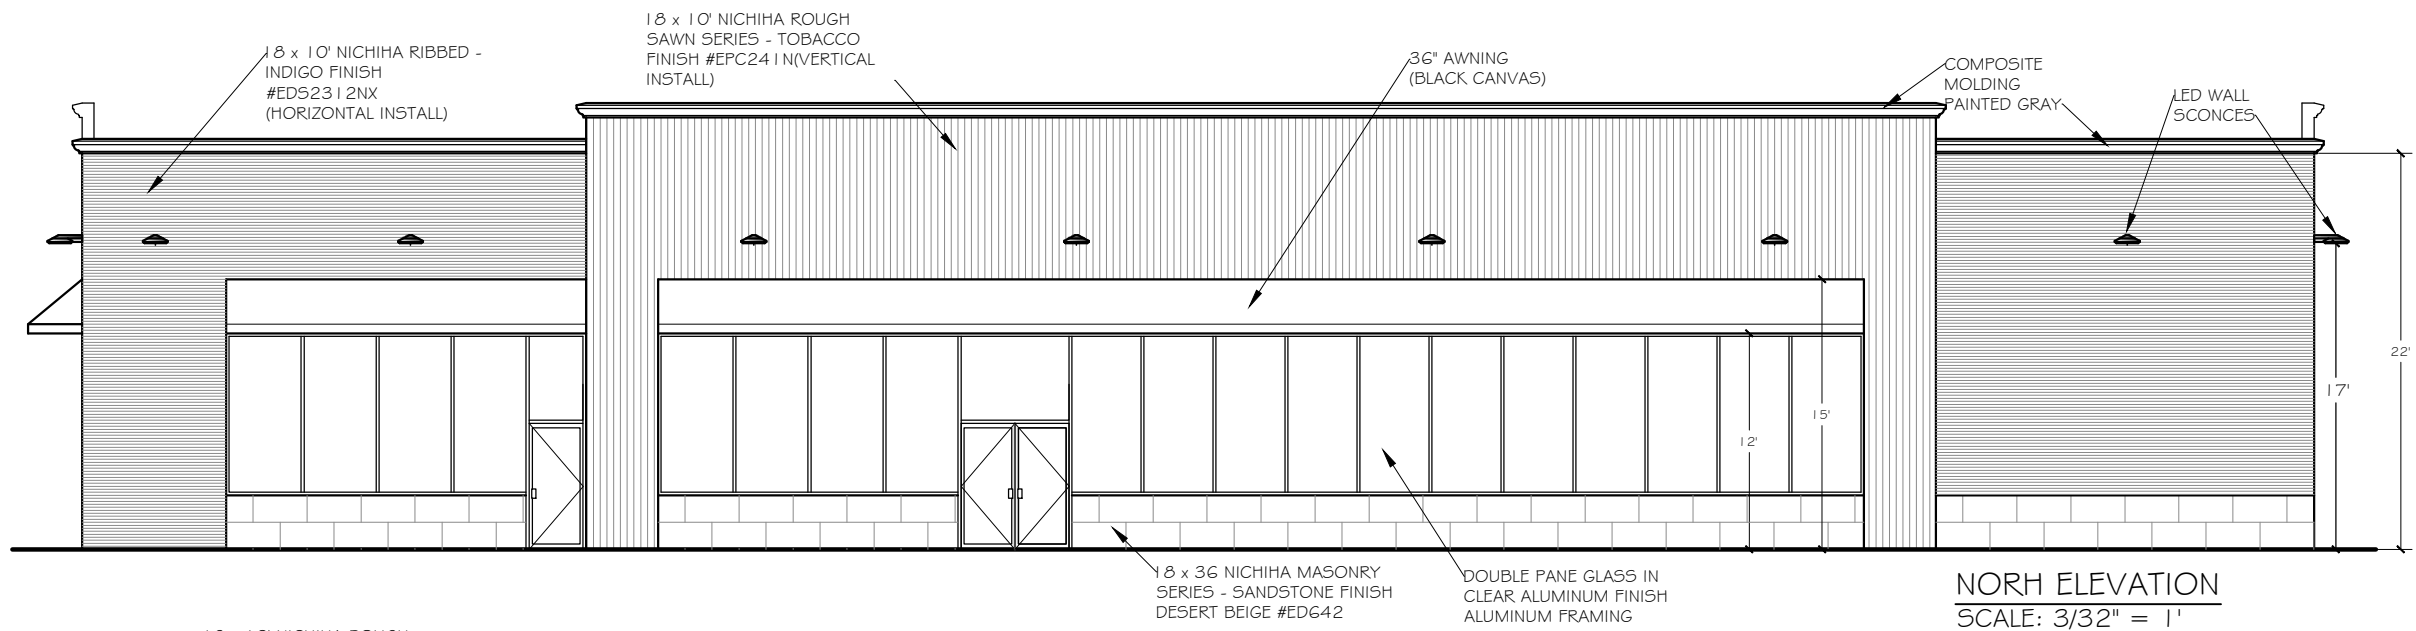 18 x 10' NICHIHA ROUGH
SAWN SERIES - TOBACCO
FINISH #EPC241N(VERTICAL
INSTALL)
18 x 10' NICHIHA RIBBED -
INDIGO FINISH
#EDS2312NX
(HORIZONTAL INSTALL)
36" AWNING
(BLACK CANVAS)
COMPOSITE
MOLDING
PAINTED GRAY
LED WALL
SCONCES
22'
17'
15'
12'
18 x 36 NICHIHA MASONRY
SERIES - SANDSTONE FINISH
DESERT BEIGE #ED642
DOUBLE PANE GLASS IN
CLEAR ALUMINUM FINISH
ALUMINUM FRAMING
NORH ELEVATION
SCALE: 3/32" = 1'